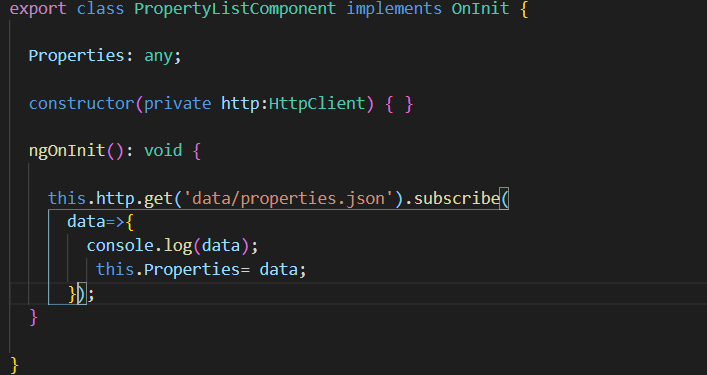 export class PropertyListComponent implements OnInit {
Properties: any;
constructor(private http:HttpClient) { }
ngOnInit(): void {
this.http.get('data/properties.json').subscribe(
data=>{
console.log(data);
this.Properties= data;
});
}
}